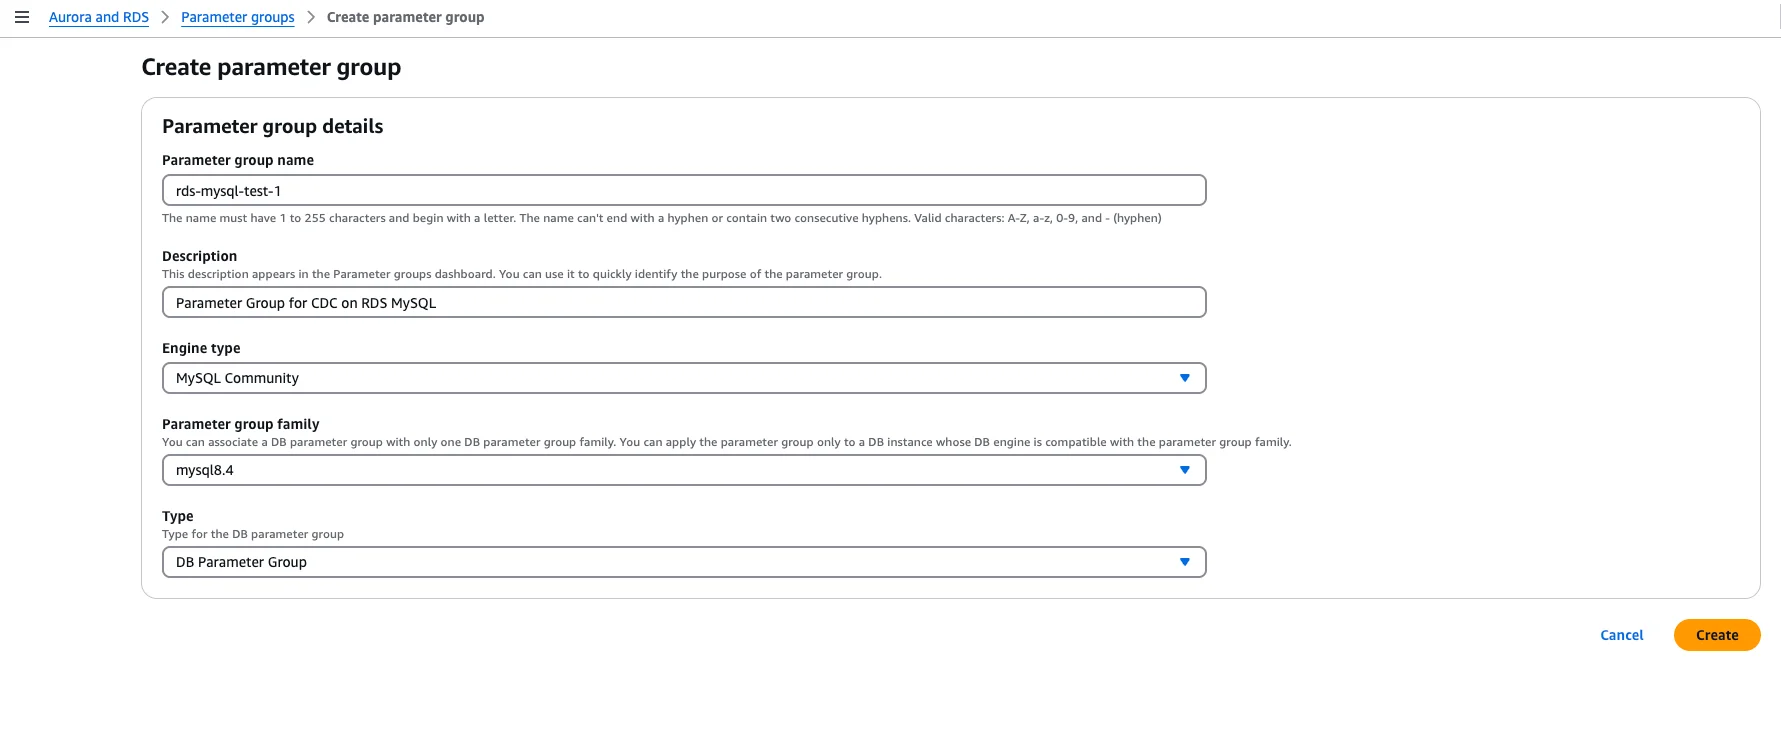 Aurora and RDS > Parameter groups > Create parameter group
Create parameter group
Parameter group details
Parameter group name
rds-mysql-test-1
The name must have 1 to 255 characters and begin with a letter. The name can't end with a hyphen or contain two consecutive hyphens. Valid characters: A-Z, a-z, 0-9, and - (hyphen)
Description
This description appears in the Parameter groups dashboard. You can use it to quickly identify the purpose of the parameter group.
Parameter Group for CDC on RDS MySQL
Engine type
MySQL Community
Parameter group family
You can associate a DB parameter group with only one DB parameter group family. You can apply the parameter group only to a DB instance whose DB engine is compatible with the parameter group family.
mysql8.4
Type
Type for the DB parameter group
DB Parameter Group
Cancel
Create